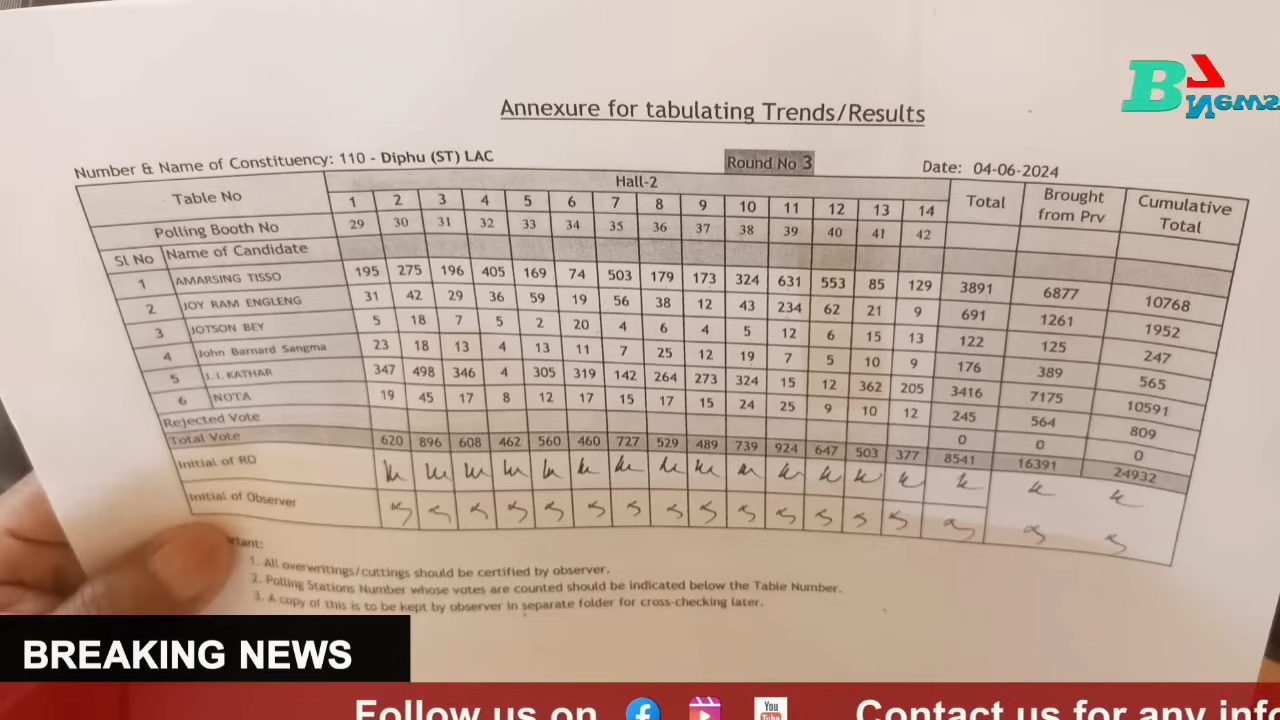 B7
News
Annexure for tabulating Trends/Results
Number & Name of Constituency: 110 - Diphu (ST) LAC Round No 3 Date: 04-06-2024
Table No Hall-2 Total Brought from Prv Cumulative Total
1 2 3 4 5 6 7 8 9 10 11 12 13 14
Polling Booth No 29 30 31 32 33 34 35 36 37 38 39 40 41 42
Sl No Name of Candidate
1 AMARSING TISSO 195 275 196 405 169 74 503 179 173 324 631 553 85 129 3891 6877 10768
2 JOY RAM ENGLENG 31 42 29 36 59 19 56 38 12 43 234 62 21 9 691 1261 1952
3 JOTSON BEY 5 18 7 5 2 20 4 6 4 5 12 6 15 13 122 125 247
4 John Barnard Sangma 23 18 13 4 13 11 7 25 12 19 7 5 10 9 176 389 565
5 J. I. KATHAR 347 498 346 4 305 319 142 264 273 324 15 12 362 205 3416 7175 10591
6 NOTA 19 45 17 8 12 17 15 17 15 24 25 9 10 12 245 564 809
Rejected Vote 0 0 0
Total Vote 620 896 608 462 560 460 727 529 489 739 924 647 503 377 8541 16391 24932
Initial of RO
Initial of Observer
rtant:
1. All overwritings/cuttings should be certified by observer.
2. Polling Stations Number whose votes are counted should be indicated below the Table Number.
3. A copy of this is to be kept by observer in separate folder for cross-checking later.
BREAKING NEWS
Follow us on You Tube Contact us for any info